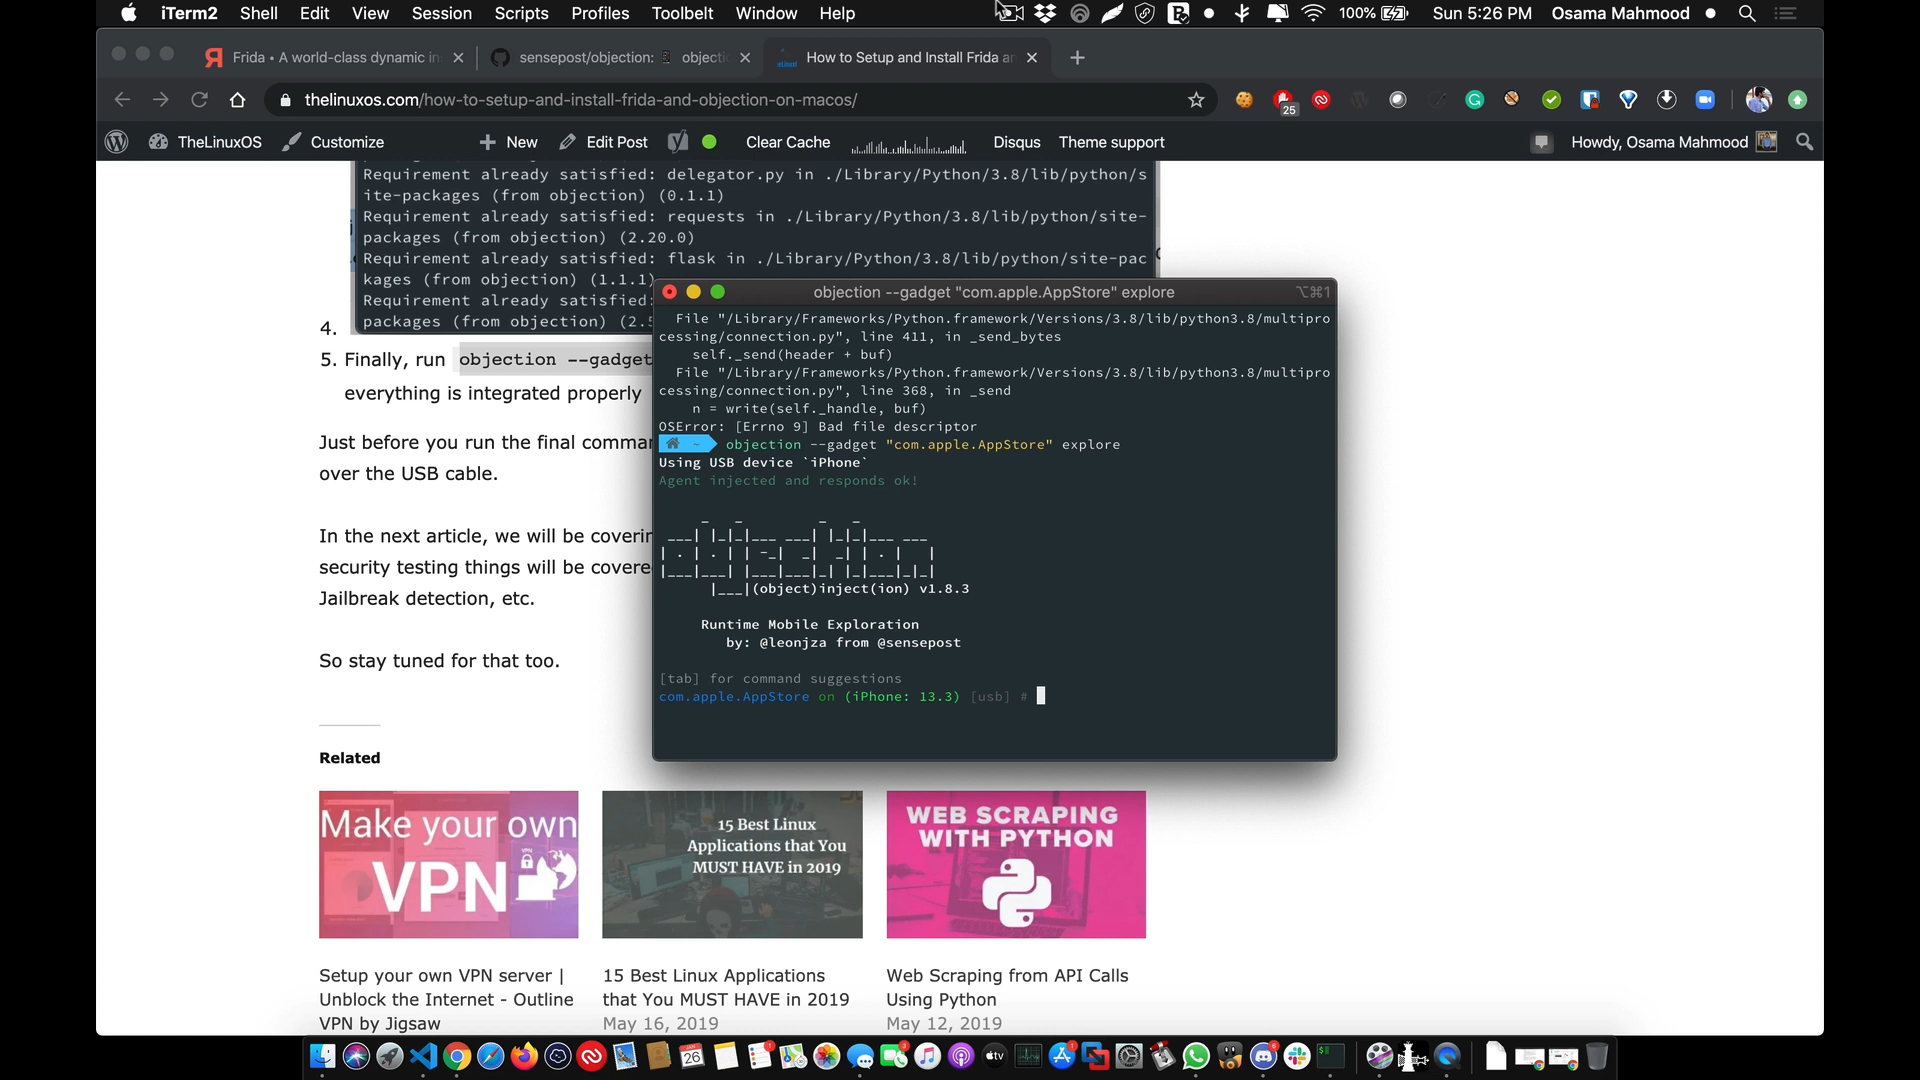 iTerm2 Shell Edit View Session Scripts Profiles Toolbelt Window Help 100% Sun 5:26 PM Osama Mahmood
Frida • A world-class dynamic in
sensepost/objection: objecti
How to Setup and Install Frida an
thelinuxos.com/how-to-setup-and-install-frida-and-objection-on-macos/
25
TheLinuxOS Customize New Edit Post Clear Cache Disqus Theme support Howdy, Osama Mahmood
Requirement already satisfied: delegator.py in ./Library/Python/3.8/lib/python/s
ite-packages (from objection) (0.1.1)
Requirement already satisfied: requests in ./Library/Python/3.8/lib/python/site-
packages (from objection) (2.20.0)
Requirement already satisfied: flask in ./Library/Python/3.8/lib/python/site-pac
kages (from objection) (1.1.1)
Requirement already satisfied:
packages (from objection) (2.5
4.
5. Finally, run objection --gadget
everything is integrated properly
Just before you run the final comman
over the USB cable.
In the next article, we will be coverin
security testing things will be covere
Jailbreak detection, etc.
So stay tuned for that too.
objection --gadget "com.apple.AppStore" explore ⌥⌘1
File "/Library/Frameworks/Python.framework/Versions/3.8/lib/python3.8/multipro
cessing/connection.py", line 411, in _send_bytes
self._send(header + buf)
File "/Library/Frameworks/Python.framework/Versions/3.8/lib/python3.8/multipro
cessing/connection.py", line 368, in _send
n = write(self._handle, buf)
OSError: [Errno 9] Bad file descriptor
~ objection --gadget "com.apple.AppStore" explore
Using USB device `iPhone`
Agent injected and responds ok!
|___|(object)inject(ion) v1.8.3
Runtime Mobile Exploration
by: @leonjza from @sensepost
[tab] for command suggestions
com.apple.AppStore on (iPhone: 13.3) [usb] #
Related
Make your own
VPN
VPN
15 Best Linux
Applications that You
MUST HAVE in 2019
WEB SCRAPING
WITH PYTHON
Setup your own VPN server |
Unblock the Internet - Outline
VPN by Jigsaw
15 Best Linux Applications
that You MUST HAVE in 2019
May 16, 2019
Web Scraping from API Calls
Using Python
May 12, 2019
JAN
26
tv